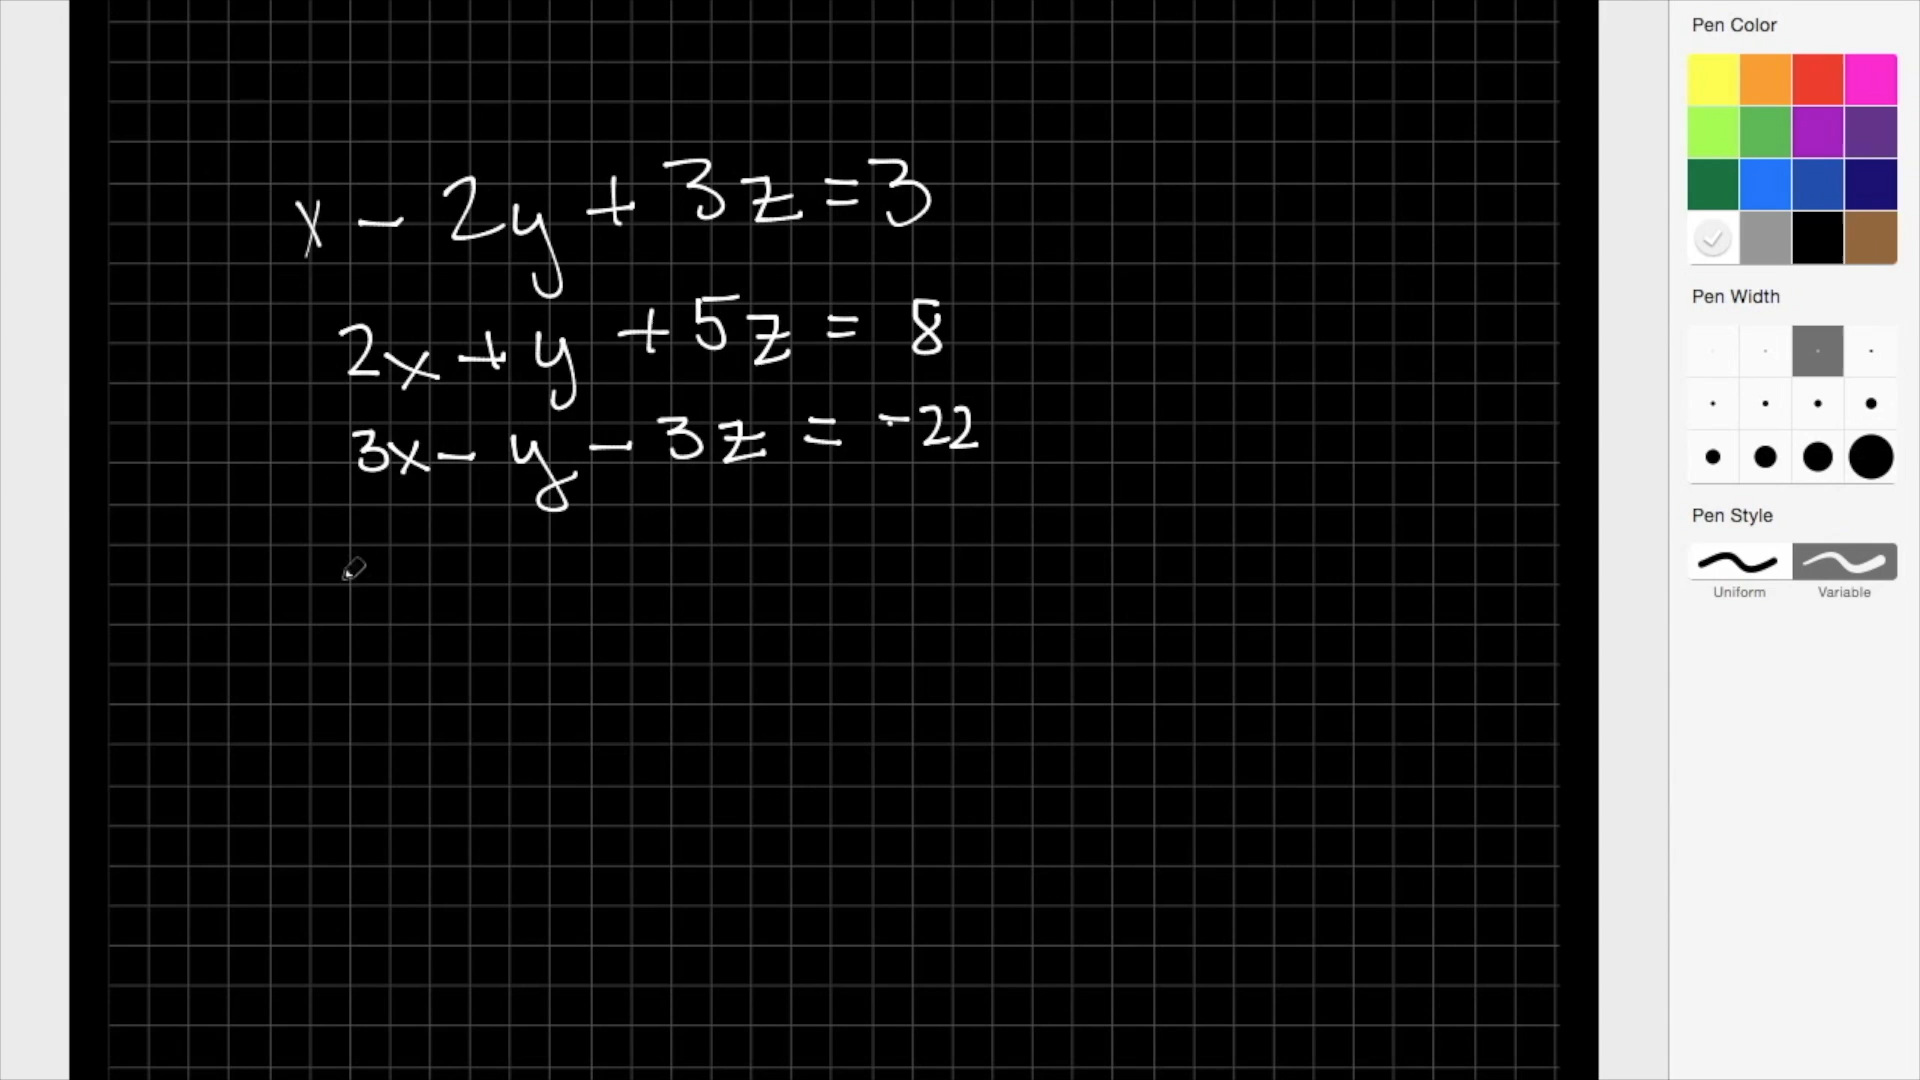 x - 2y + 3z = 3
2x + y + 5z = 8
3x - y - 3z = -22
Pen Color
Pen Width
Pen Style
Uniform Variable